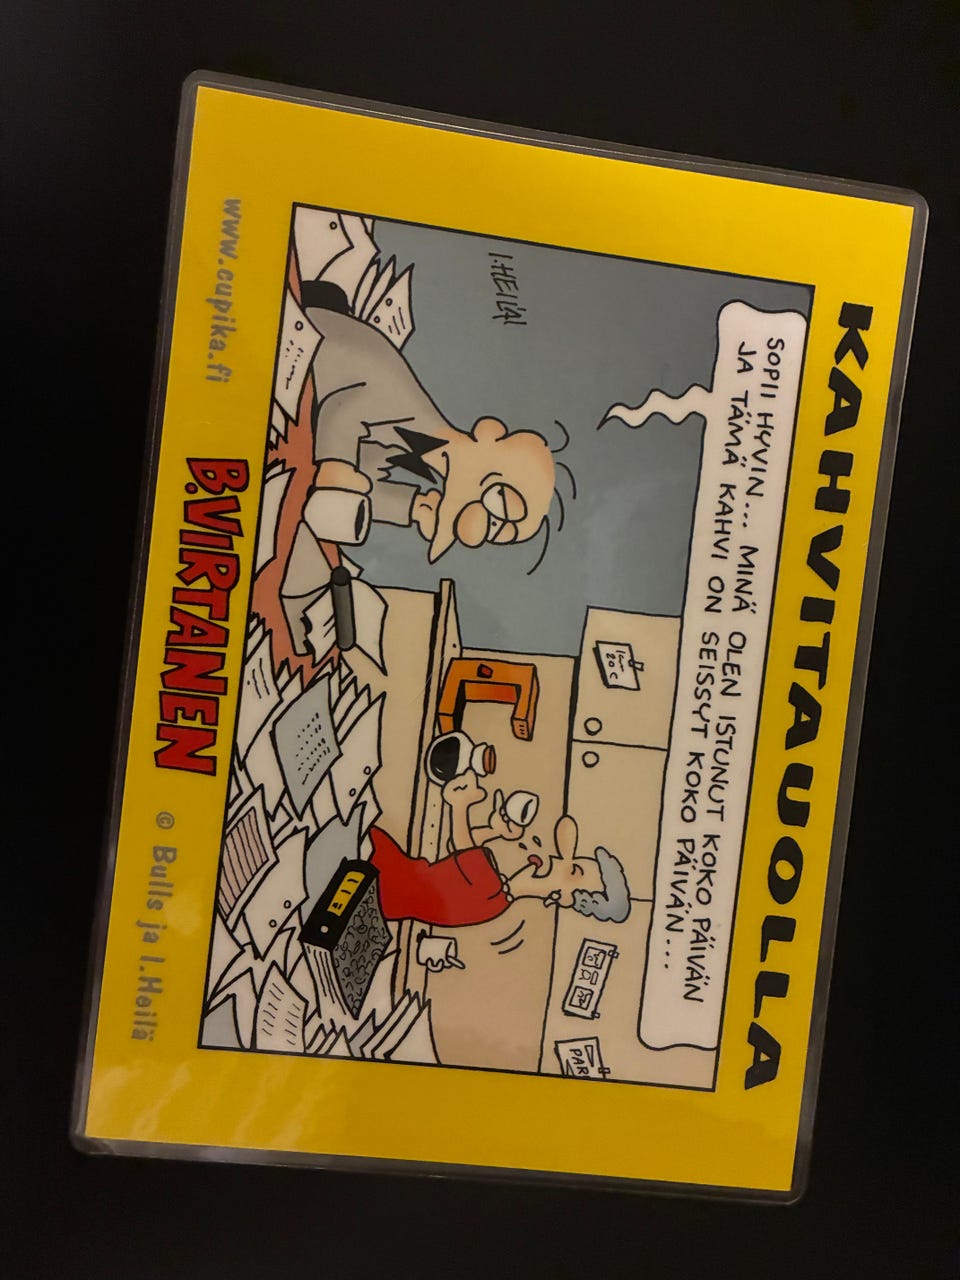 KAHVITAUOLLA
SOPII HYVIN... MINÄ OLEN ISTUNUT KOKO PÄIVÄN
JA TÄMÄ KAHVI ON SEISSYT KOKO PÄIVÄN...
I.HEILÄ!
PAR
www.cupika.fi
B.VIRTANEN
© Bulls ja I.Heilä